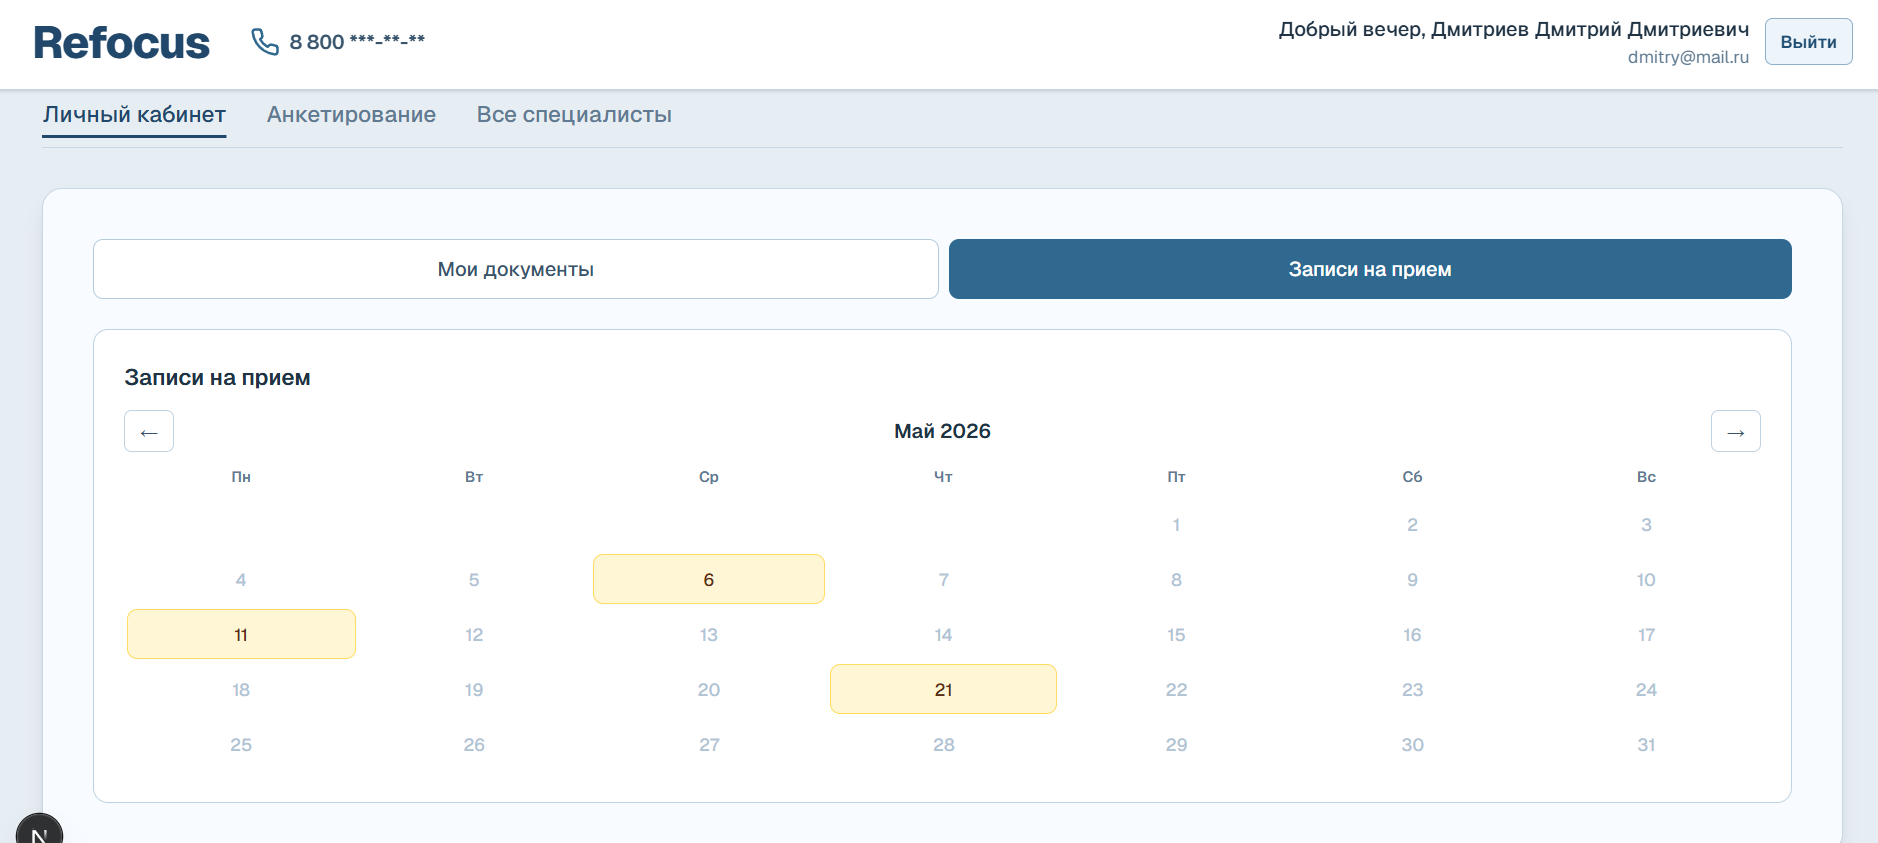 Refocus
8 800 ***-**-**
Добрый вечер, Дмитриев Дмитрий Дмитриевич
dmitry@mail.ru
Выйти
Личный кабинет Анкетирование Все специалисты
Мои документы Записи на прием
Записи на прием
← Май 2026 →
Пн Вт Ср Чт Пт Сб Вс
1 2 3
4 5 6 7 8 9 10
11 12 13 14 15 16 17
18 19 20 21 22 23 24
25 26 27 28 29 30 31
N